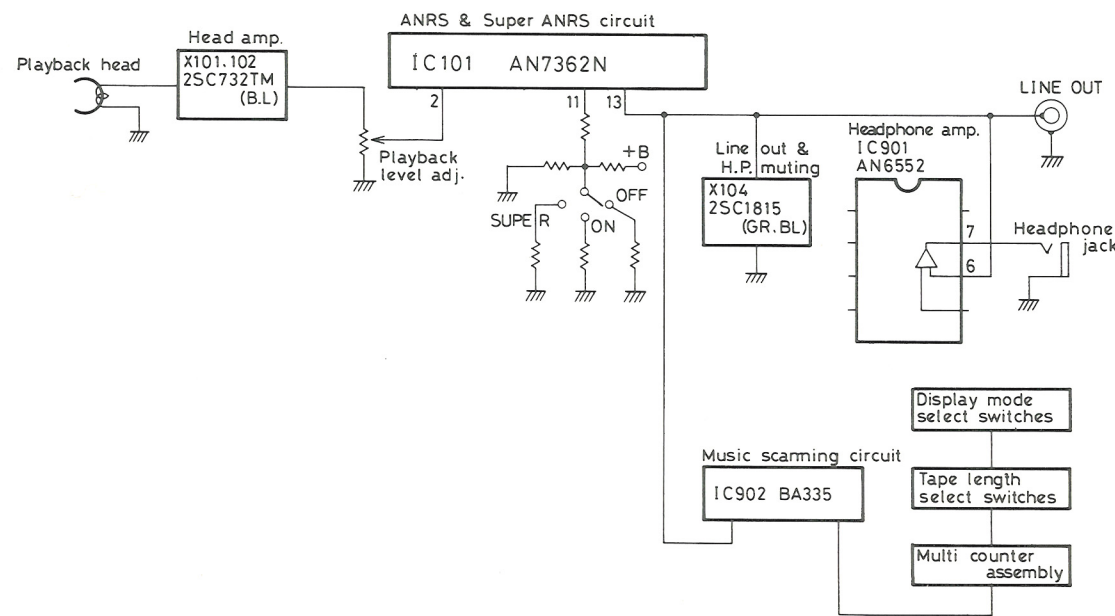 ANRS & Super ANRS circuit
Head amp.
Playback head
X101.102
2SC732TM
(B.L)
IC101 AN7362N
2
11
13
LINE OUT
Playback
level adj.
+B
OFF
SUPER
ON
Line out &
H.P. muting
X104
2SC1815
(GR.BL)
Headphone amp.
IC901
AN6552
7
6
Headphone
jack
Display mode
select switches
Music scanning circuit
IC902 BA335
Tape length
select switches
Multi counter
assembly